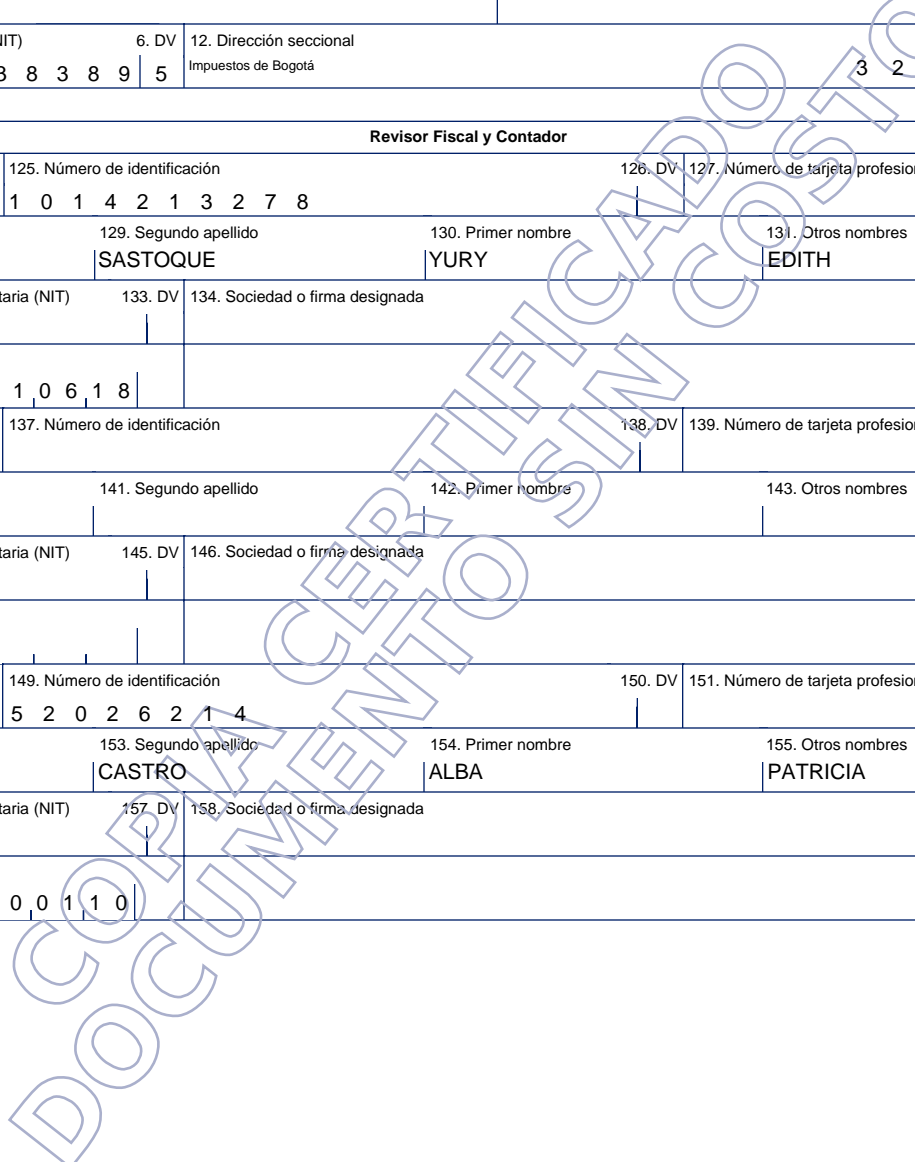 NIT) 6. DV 12. Dirección seccional
8 8 3 8 9 5 Impuestos de Bogotá 3 2
Revisor Fiscal y Contador
125. Número de identificación 126. DV 127. Número de tarjeta profesion
1 0 1 4 2 1 3 2 7 8
129. Segundo apellido 130. Primer nombre 131. Otros nombres
SASTOQUE YURY EDITH
taria (NIT) 133. DV 134. Sociedad o firma designada
1 0 6 1 8
137. Número de identificación 138. DV 139. Número de tarjeta profesion
141. Segundo apellido 142. Primer nombre 143. Otros nombres
taria (NIT) 145. DV 146. Sociedad o firma designada
149. Número de identificación 150. DV 151. Número de tarjeta profesion
5 2 0 2 6 2 1 4
153. Segundo apellido 154. Primer nombre 155. Otros nombres
CASTRO ALBA PATRICIA
taria (NIT) 157. DV 158. Sociedad o firma designada
0 0 1 1 0
COPIA CERTIFICADO
DOCUMENTO SIN COSTO